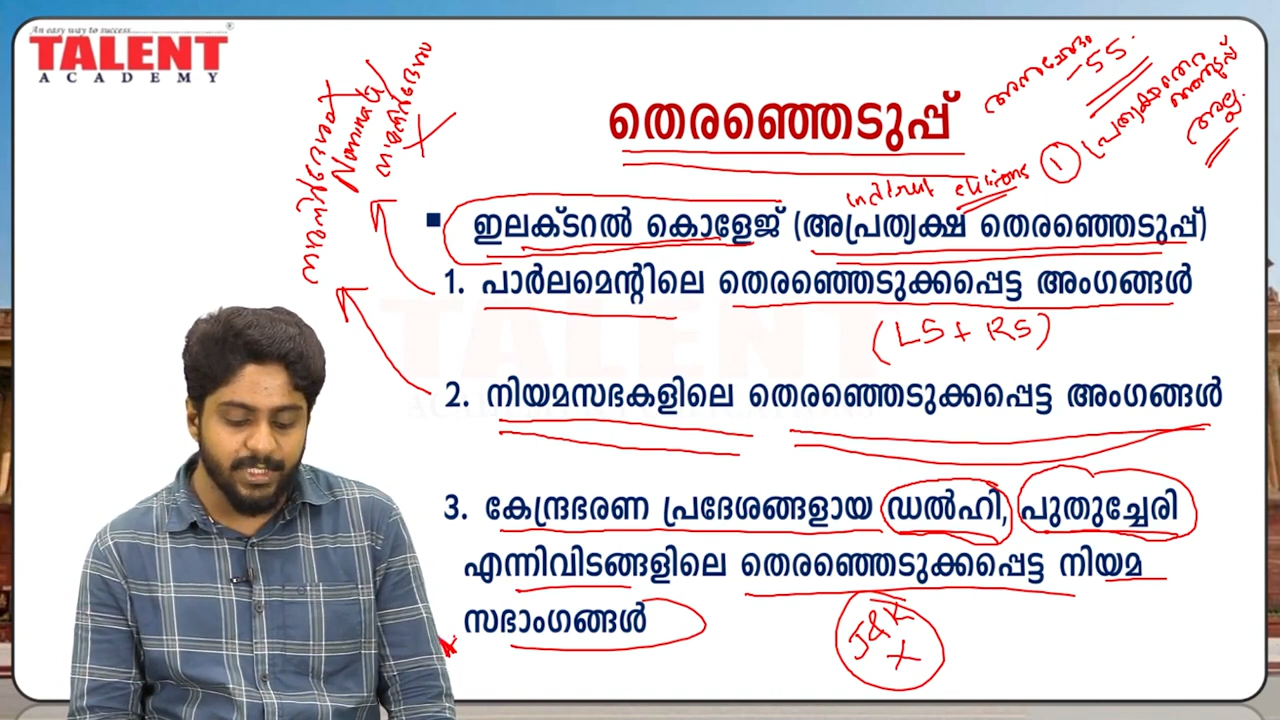 An easy way to success...
TALENT
ACADEMY
തെരഞ്ഞെടുപ്പ്
-55.
indirect elections 1
ഇലക്ടറൽ കൊളേജ് (അപ്രത്യക്ഷ തെരഞ്ഞെടുപ്പ്)
1. പാർലമെന്റിലെ തെരഞ്ഞെടുക്കപ്പെട്ട അംഗങ്ങൾ
(LS + RS)
2. നിയമസഭകളിലെ തെരഞ്ഞെടുക്കപ്പെട്ട അംഗങ്ങൾ
3. കേന്ദ്രഭരണ പ്രദേശങ്ങളായ ഡൽഹി, പുതുച്ചേരി
എന്നിവിടങ്ങളിലെ തെരഞ്ഞെടുക്കപ്പെട്ട നിയമ
സഭാംഗങ്ങൾ
J&K
X